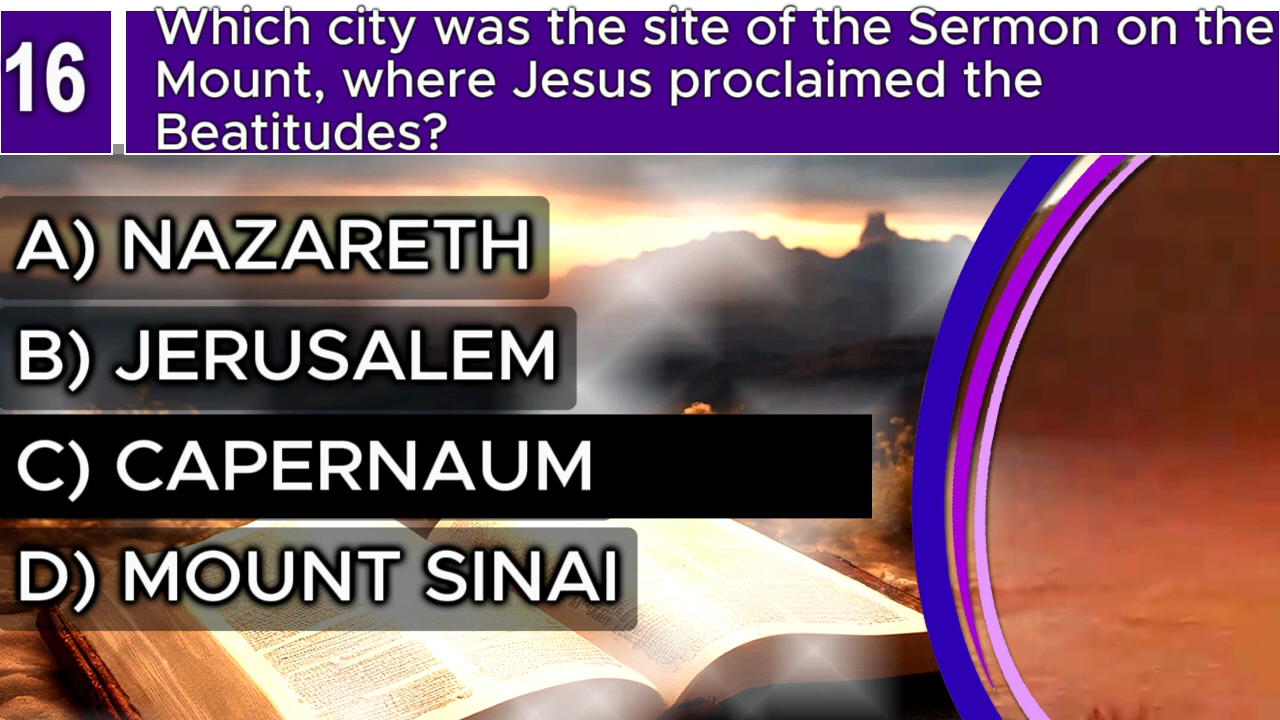 16
Which city was the site of the Sermon on the
Mount, where Jesus proclaimed the
Beatitudes?
A) NAZARETH
B) JERUSALEM
C) CAPERNAUM
D) MOUNT SINAI